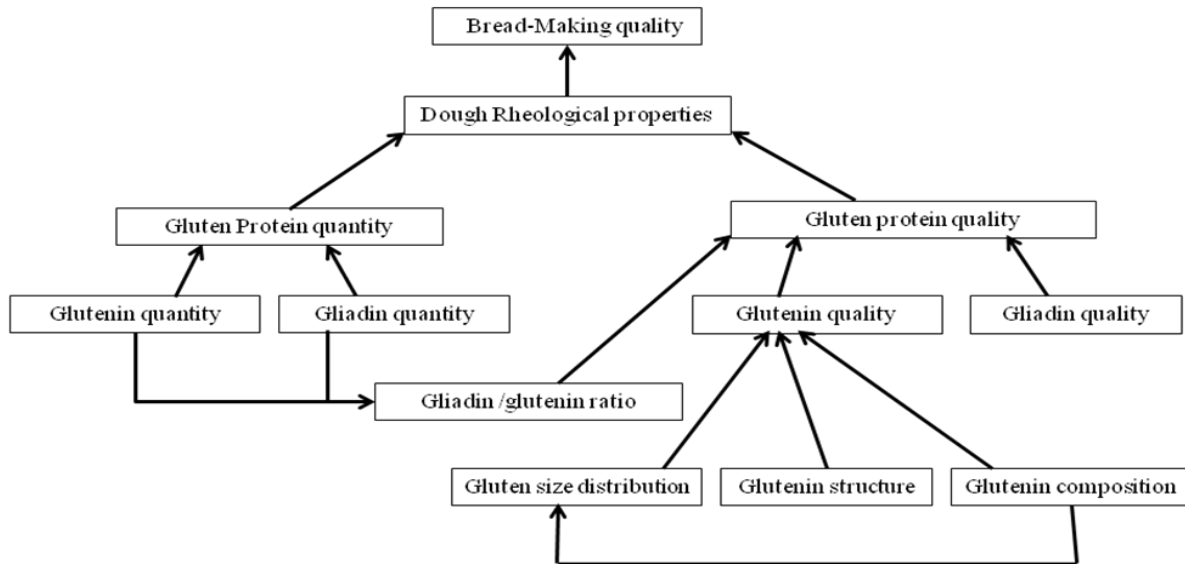 Bread-Making quality
Dough Rheological properties
Gluten Protein quantity
Gluten protein quality
Glutenin quantity
Gliadin quantity
Glutenin quality
Gliadin quality
Gliadin /glutenin ratio
Gluten size distribution
Glutenin structure
Glutenin composition